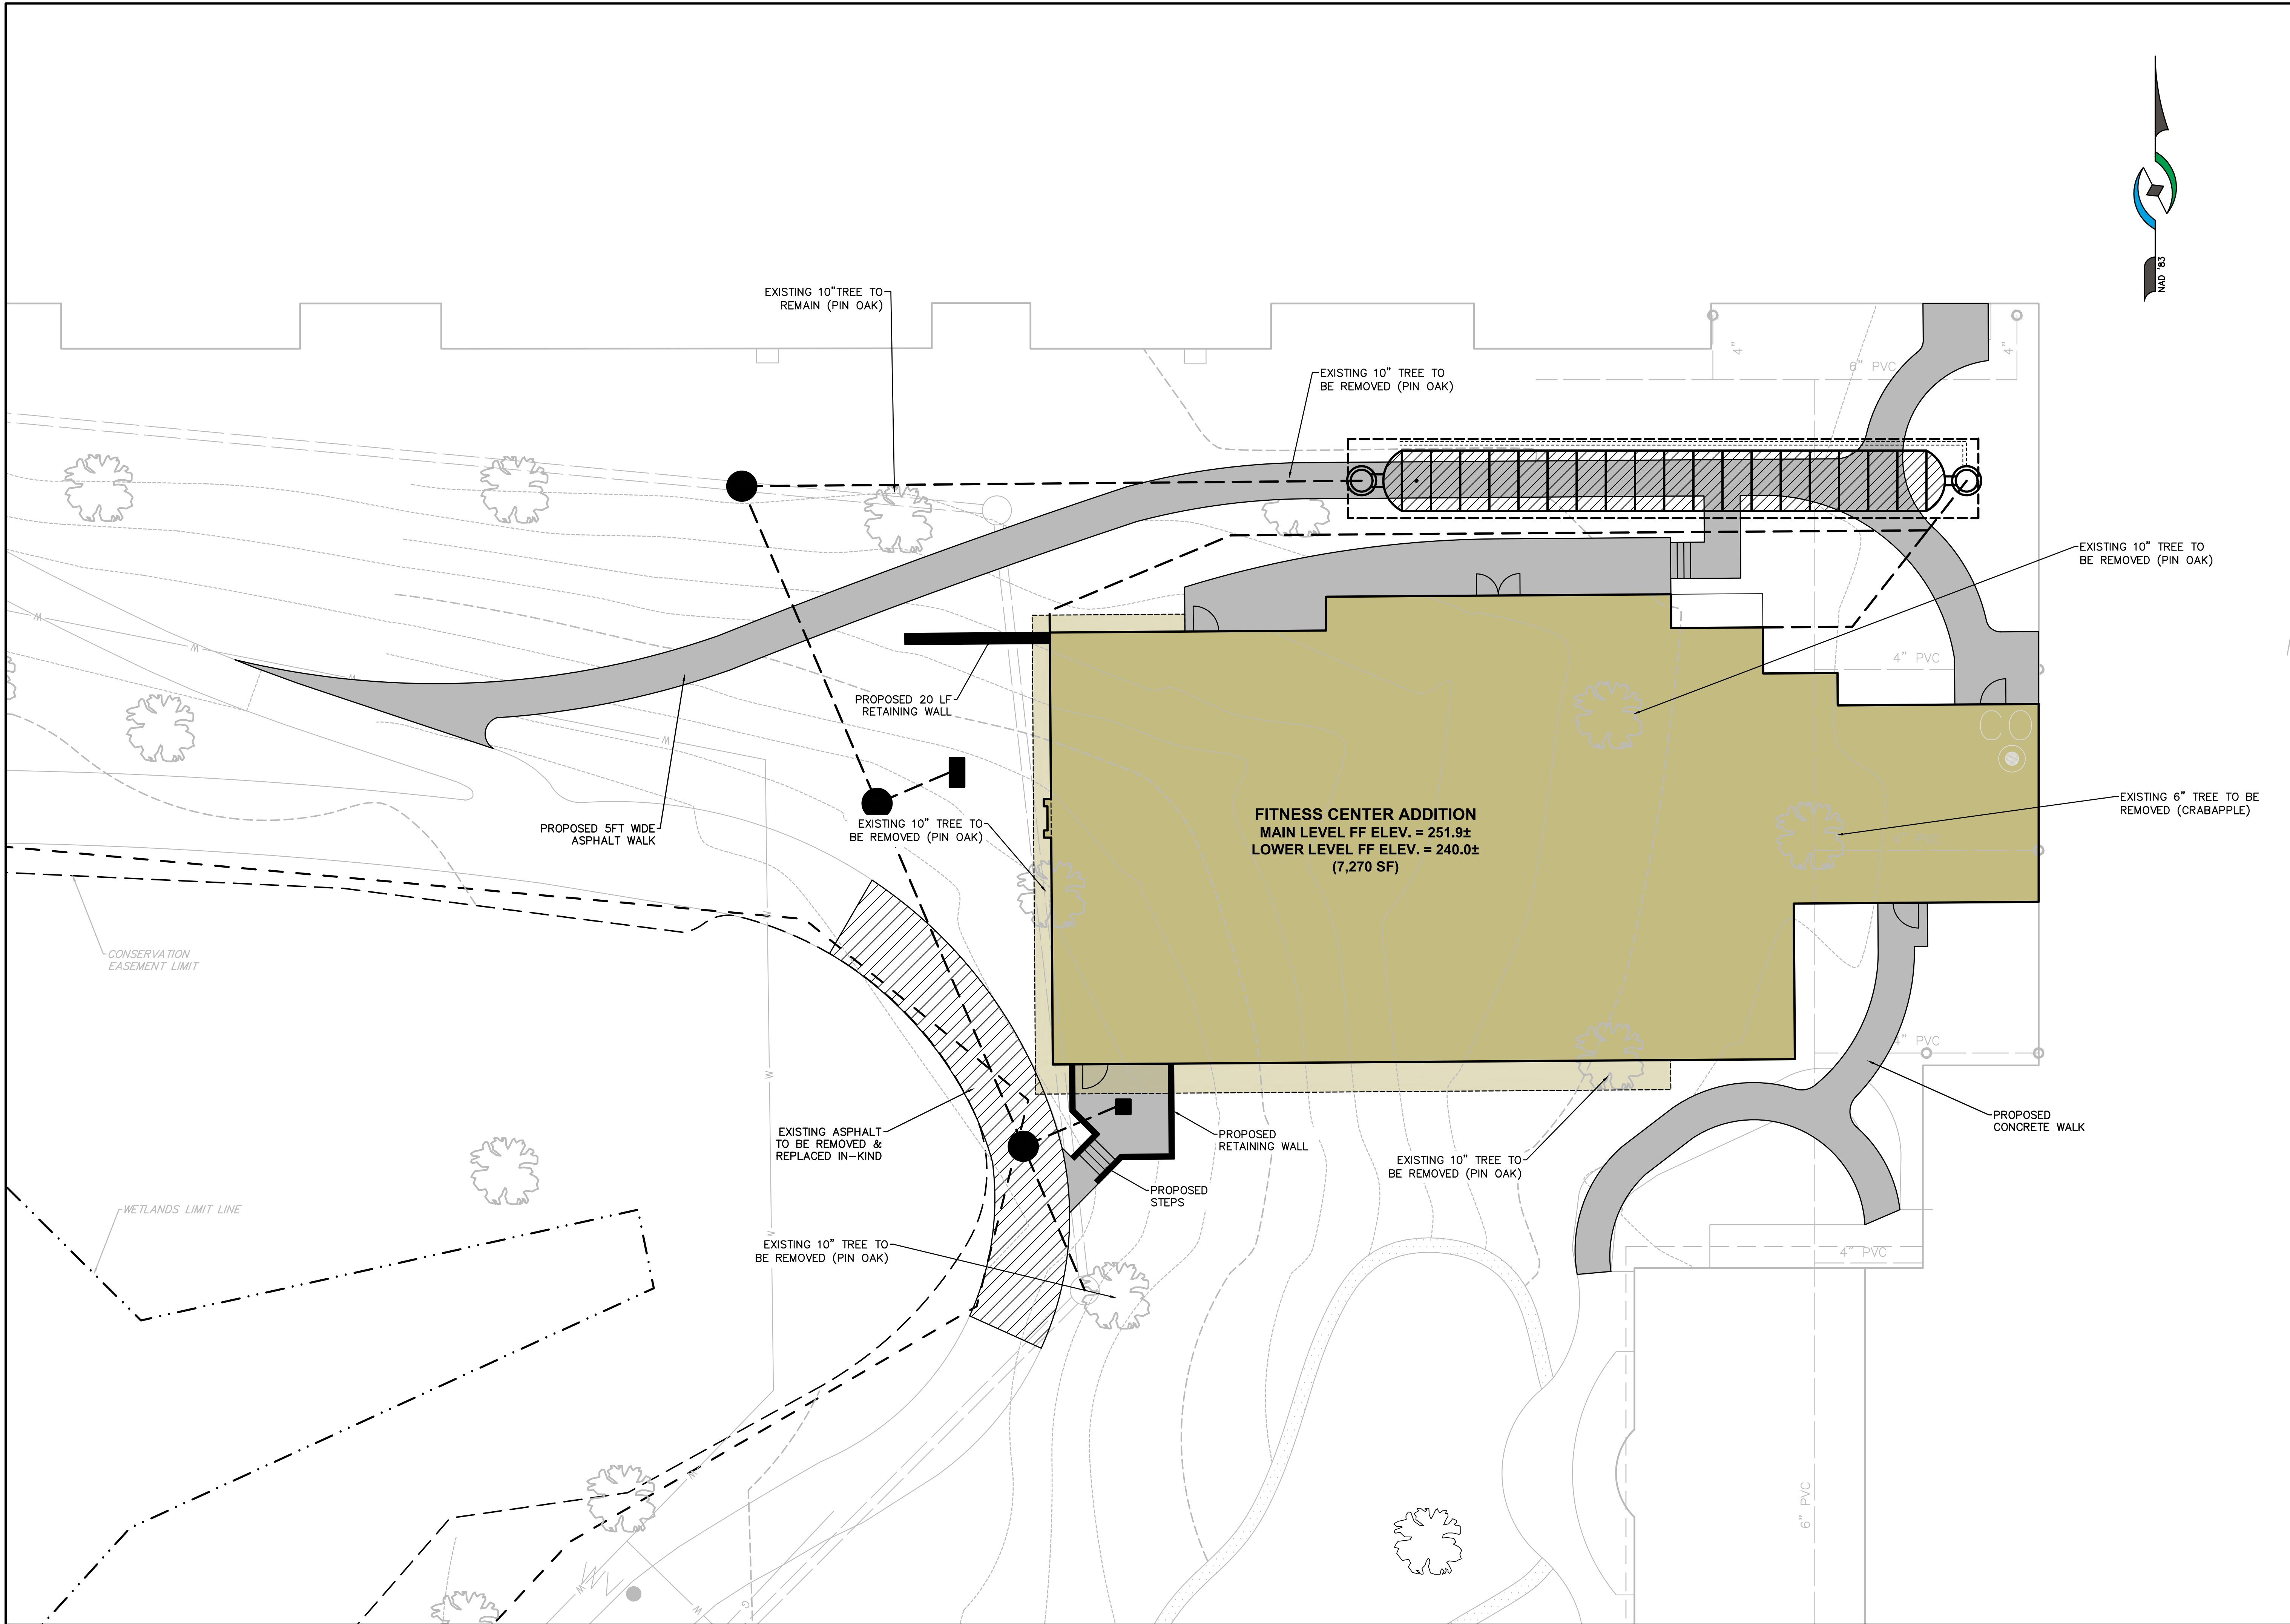 NAD '83
EXISTING 10"TREE TO
REMAIN (PIN OAK)
EXISTING 10" TREE TO
BE REMOVED (PIN OAK)
4"
6" PVC
4"
EXISTING 10" TREE TO
BE REMOVED (PIN OAK)
W
W
W
4" PVC
PROPOSED 20 LF
RETAINING WALL
W
PROPOSED 5FT WIDE
ASPHALT WALK
EXISTING 10" TREE TO
BE REMOVED (PIN OAK)
FITNESS CENTER ADDITION
MAIN LEVEL FF ELEV. = 251.9±
LOWER LEVEL FF ELEV. = 240.0±
(7,270 SF)
EXISTING 6" TREE TO BE
REMOVED (CRABAPPLE)
W
CONSERVATION
EASEMENT LIMIT
4" PVC
W
EXISTING ASPHALT
TO BE REMOVED &
REPLACED IN-KIND
PROPOSED
RETAINING WALL
PROPOSED
CONCRETE WALK
EXISTING 10" TREE TO
BE REMOVED (PIN OAK)
PROPOSED
STEPS
WETLANDS LIMIT LINE
W
EXISTING 10" TREE TO
BE REMOVED (PIN OAK)
4" PVC
W
6" PVC
W
W
G